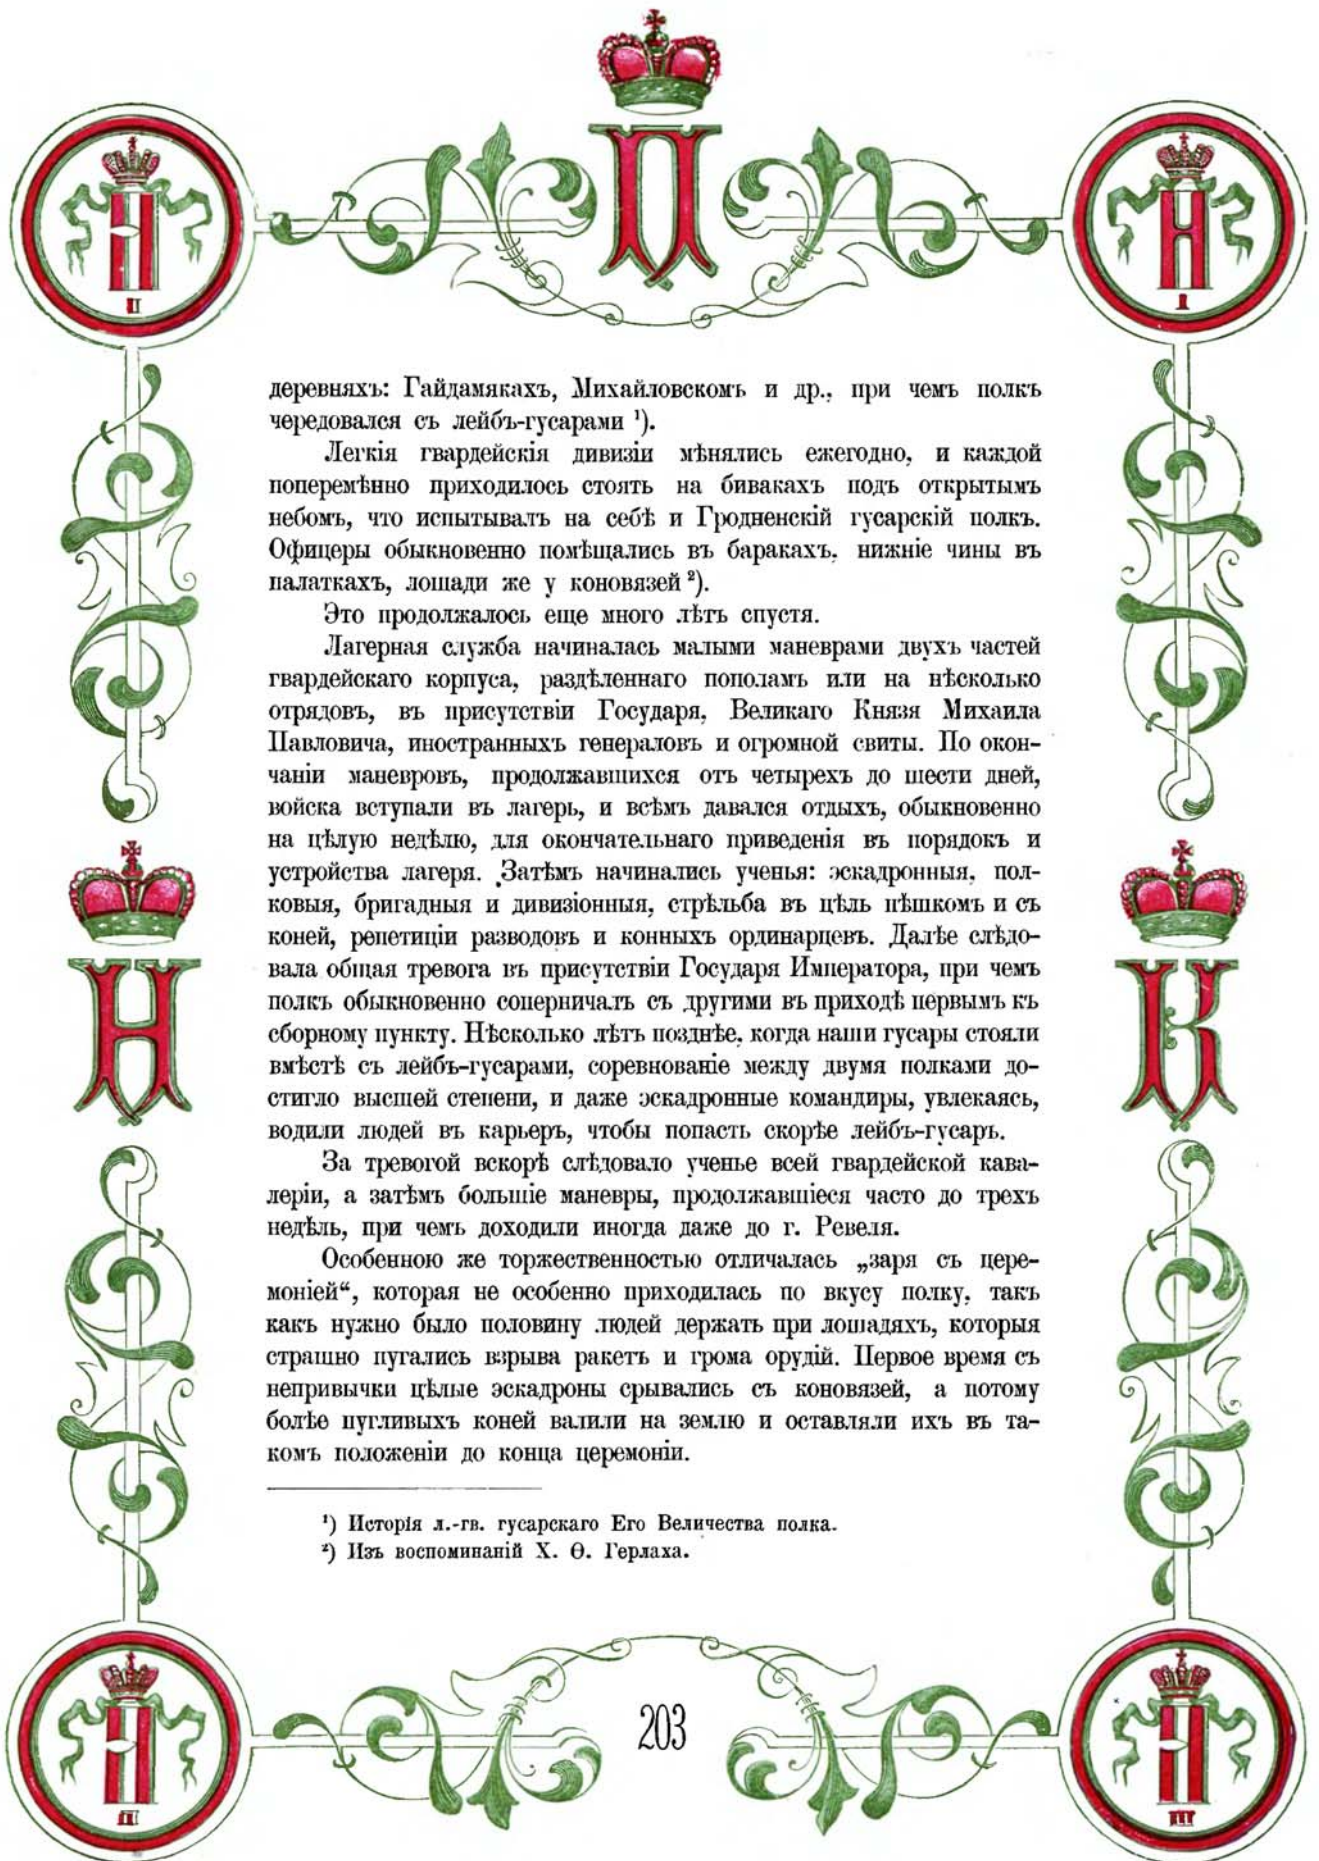 П
II
I
деревняхъ: Гайдамякахъ, Михайловскомъ и др., при чемъ полкъ
чередовался съ лейбъ-гусарами ¹).
Легкія гвардейскія дивизіи мѣнялись ежегодно, и каждой
поперемѣнно приходилось стоять на бивакахъ подъ открытымъ
небомъ, что испытывалъ на себѣ и Гродненскій гусарскій полкъ.
Офицеры обыкновенно помѣщались въ баракахъ, нижніе чины въ
палаткахъ, лошади же у коновязей ²).
Это продолжалось еще много лѣтъ спустя.
Лагерная служба начиналась малыми маневрами двухъ частей
гвардейскаго корпуса, раздѣленнаго пополамъ или на нѣсколько
отрядовъ, въ присутствіи Государя, Великаго Князя Михаила
Павловича, иностранныхъ генераловъ и огромной свиты. По окон-
чаніи маневровъ, продолжавшихся отъ четырехъ до шести дней,
войска вступали въ лагерь, и всѣмъ давался отдыхъ, обыкновенно
на цѣлую недѣлю, для окончательнаго приведенія въ порядокъ и
устройства лагеря. Затѣмъ начинались ученья: эскадронныя, пол-
ковыя, бригадныя и дивизіонныя, стрѣльба въ цѣль пѣшкомъ и съ
коней, репетиціи разводовъ и конныхъ ординарцевъ. Далѣе слѣдо-
вала общая тревога въ присутствіи Государя Императора, при чемъ
полкъ обыкновенно соперничалъ съ другими въ приходѣ первымъ къ
сборному пункту. Нѣсколько лѣтъ позднѣе, когда наши гусары стояли
вмѣстѣ съ лейбъ-гусарами, соревнованіе между двумя полками до-
стигло высшей степени, и даже эскадронные командиры, увлекаясь,
водили людей въ карьеръ, чтобы попасть скорѣе лейбъ-гусаръ.
За тревогой вскорѣ слѣдовало ученье всей гвардейской кава-
леріи, а затѣмъ большіе маневры, продолжавшіеся часто до трехъ
недѣль, при чемъ доходили иногда даже до г. Ревеля.
Особенною же торжественностью отличалась „заря съ цере-
моніей“, которая не особенно приходилась по вкусу полку, такъ
какъ нужно было половину людей держать при лошадяхъ, которыя
страшно пугались взрыва ракетъ и грома орудій. Первое время съ
непривычки цѣлые эскадроны срывались съ коновязей, а потому
болѣе пугливыхъ коней валили на землю и оставляли ихъ въ та-
комъ положеніи до конца церемоніи.
¹) Исторія л.-гв. гусарскаго Его Величества полка.
²) Изъ воспоминаній Х. Ѳ. Герлаха.
Н
К
203
III